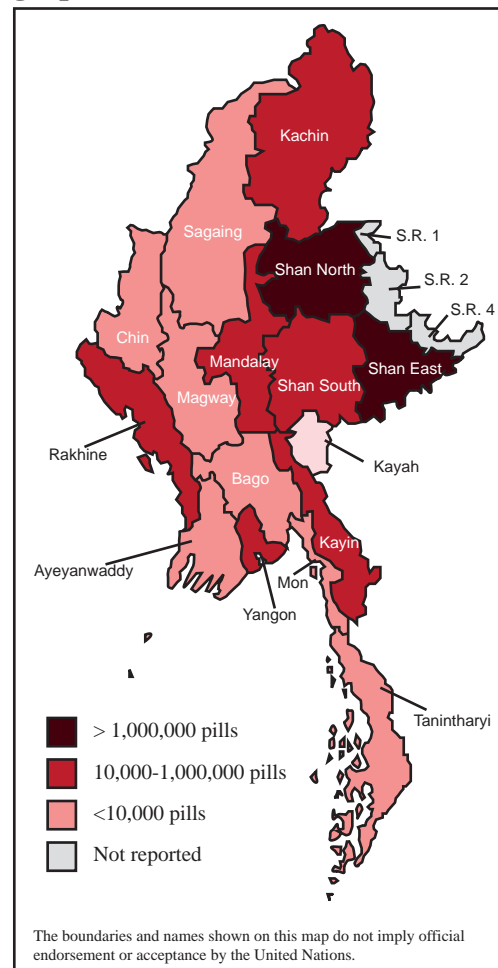 Kachin
S.R. 1
Sagaing
Shan North
S.R. 2
S.R. 4
Chin
Mandalay
Shan East
Shan South
Magway
Rakhine
Kayah
Bago
Kayin
Ayeyanwaddy
Mon
Yangon
Tanintharyi
> 1,000,000 pills
10,000-1,000,000 pills
<10,000 pills
Not reported
The boundaries and names shown on this map do not imply official
endorsement or acceptance by the United Nations.